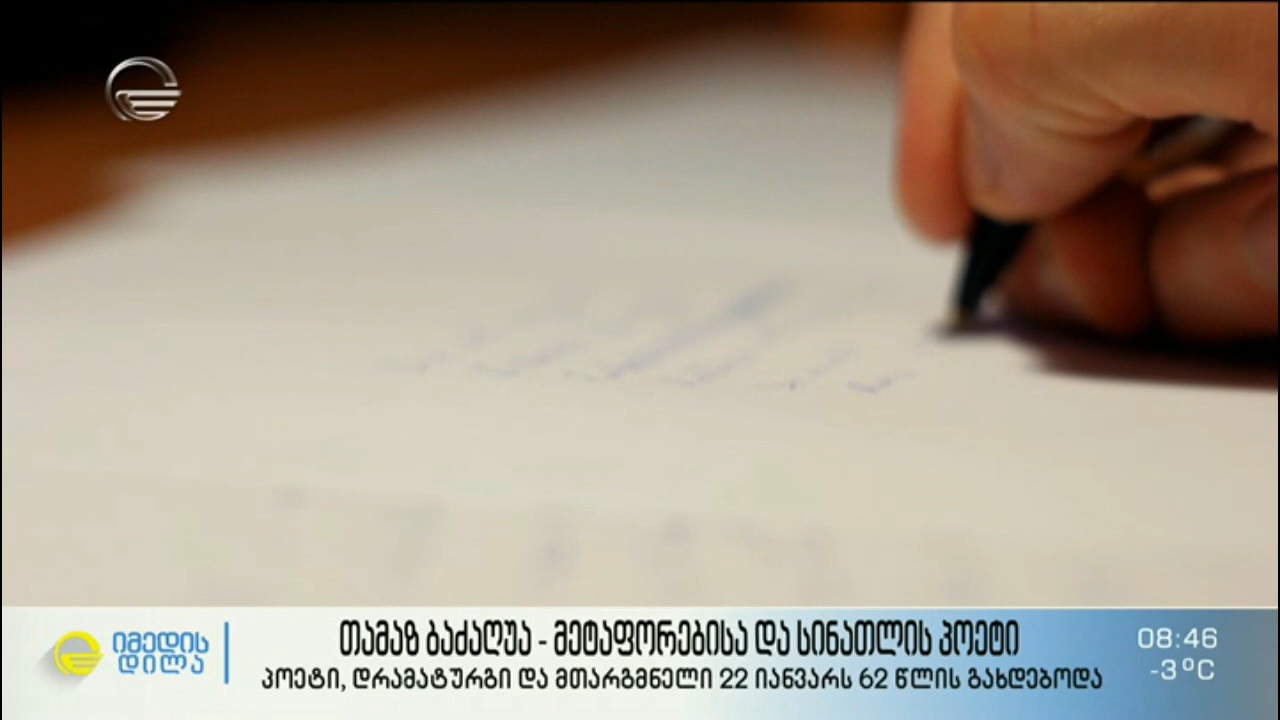 თამაზ ბაძაღუა - მეტაფორებისა და სინათლის პოეტი
პოეტი, დრამატურგი და მთარგმნელი 22 იანვარს 62 წლის გახდებოდა
იმედის
დილა
08:46
-3°C